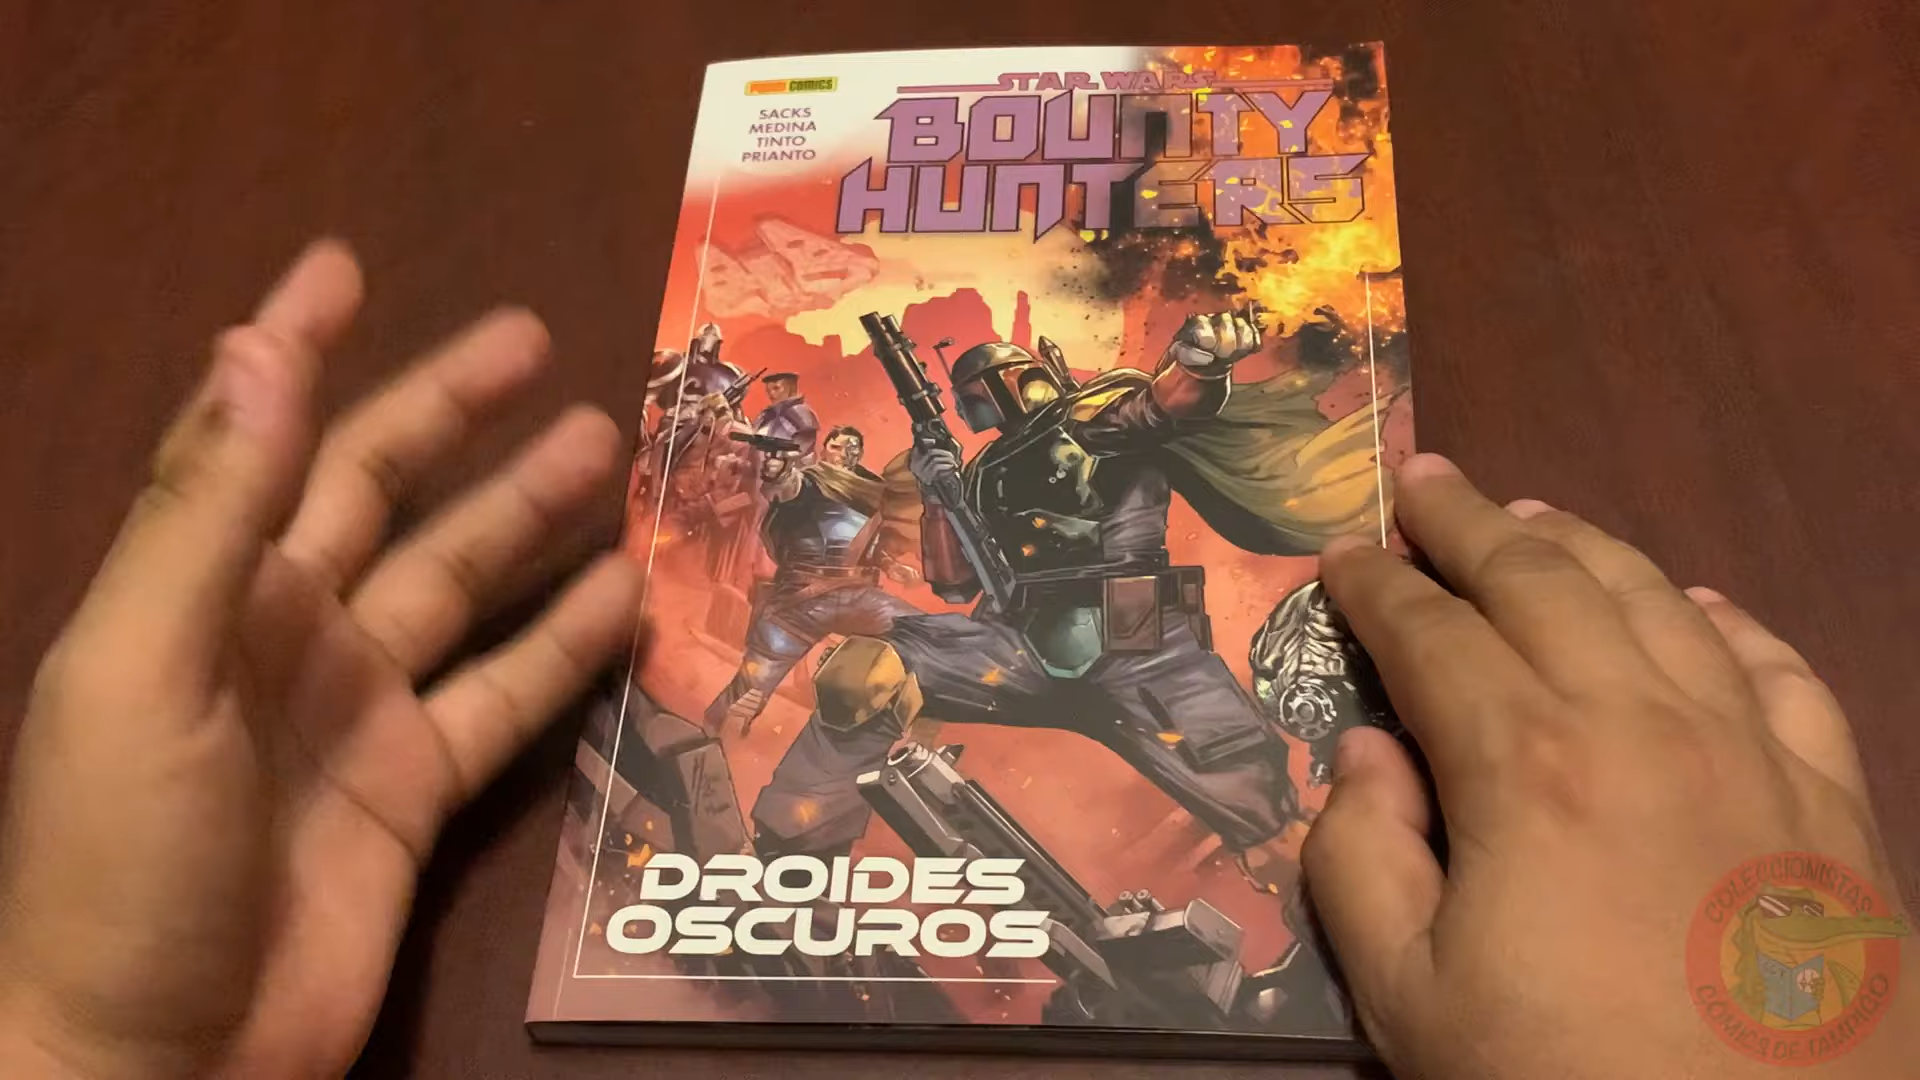 PANINI COMICS
SACKS
MEDINA
TINTO
PRIANTO
STAR WARS
BOUNTY
HUNTERS
DROIDES
OSCUROS
COLECCIONISTAS
COMICS DE TAMPICO